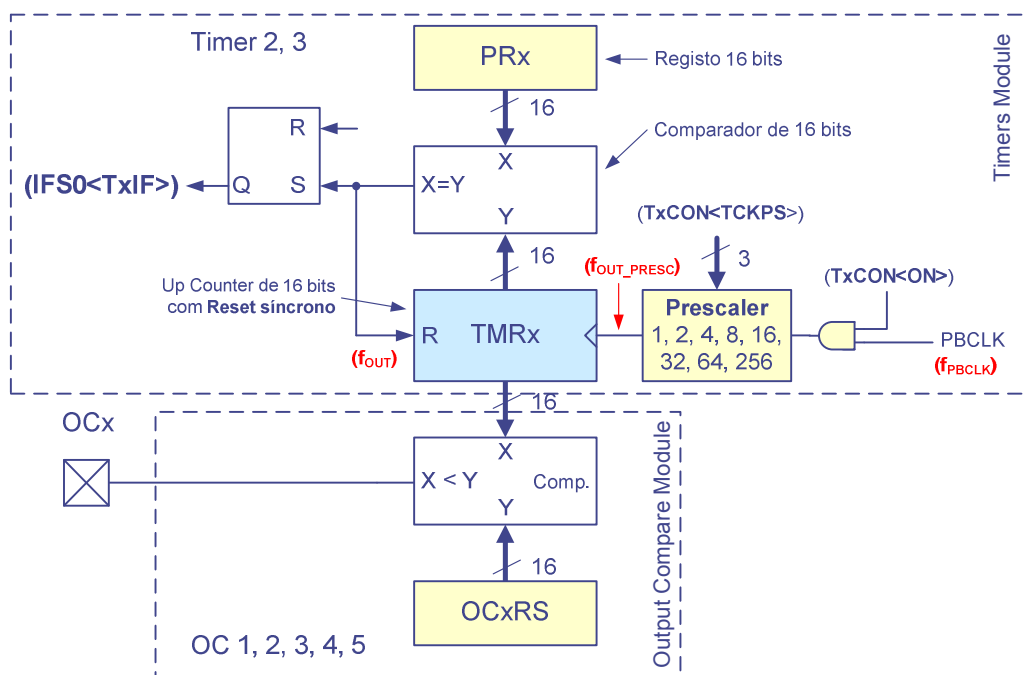 Timer 2, 3
PRx
Registo 16 bits
Timers Module
16
Comparador de 16 bits
R
S
Q
(IFS0<TxIF>)
X
X=Y
Y
(TxCON<TCKPS>)
16
3
(fOUT_PRESC)
(TxCON<ON>)
Up Counter de 16 bits
com Reset síncrono
R
TMRx
Prescaler
1, 2, 4, 8, 16,
32, 64, 256
PBCLK
(fOUT)
(fPBCLK)
16
OCx
X
X < Y
Comp.
Y
Output Compare Module
16
OCxRS
OC 1, 2, 3, 4, 5